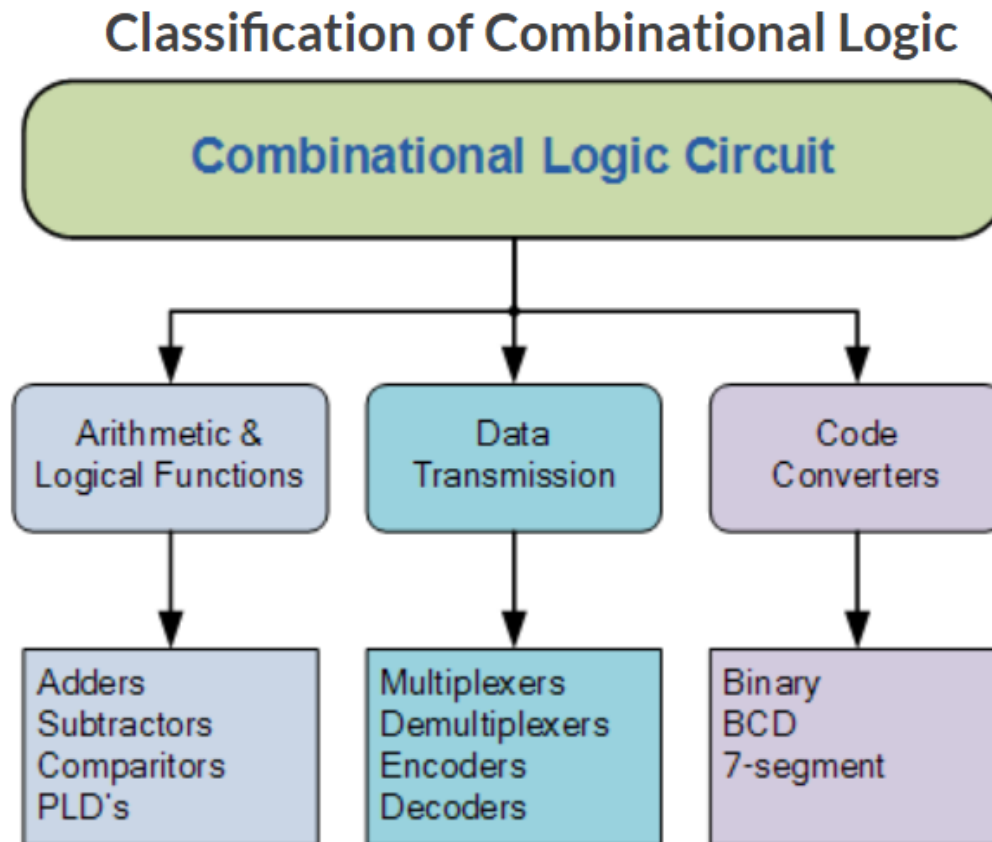 Classification of Combinational Logic
Combinational Logic Circuit
Arithmetic &
Logical Functions
Data
Transmission
Code
Converters
Adders
Subtractors
Comparitors
PLD's
Multiplexers
Demultiplexers
Encoders
Decoders
Binary
BCD
7-segment